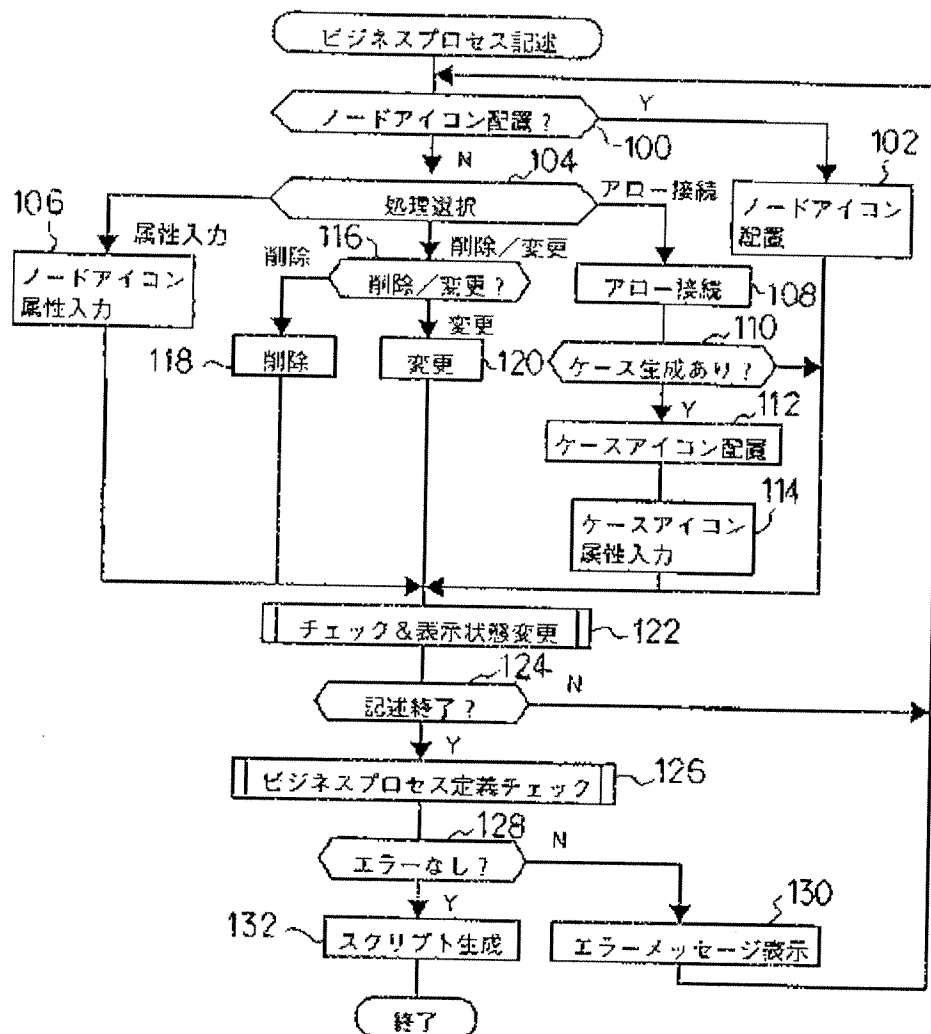 ビジネスプロセス記述
ノードアイコン配置？
Y
100
N
102
ノードアイコン
配置
104
処理選択
アロー接続
106
属性入力
ノードアイコン
属性入力
116
削除／変更
削除
削除／変更？
変更
アロー接続
108
118
削除
変更
120
110
ケース生成あり？
Y
112
ケースアイコン配置
114
ケースアイコン
属性入力
チェック＆表示状態変更
122
124
記述終了？
N
Y
ビジネスプロセス定義チェック
126
128
エラーなし？
N
Y
132
スクリプト生成
130
エラーメッセージ表示
終了